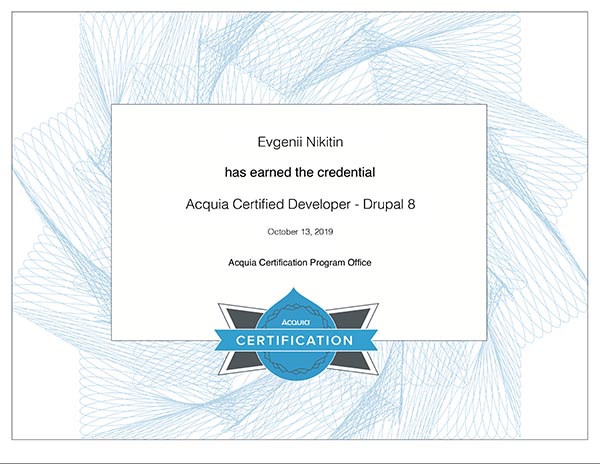 Evgenii Nikitin
has earned the credential
Acquia Certified Developer - Drupal 8
October 13, 2019
Acquia Certification Program Office
ACQUIA
CERTIFICATION